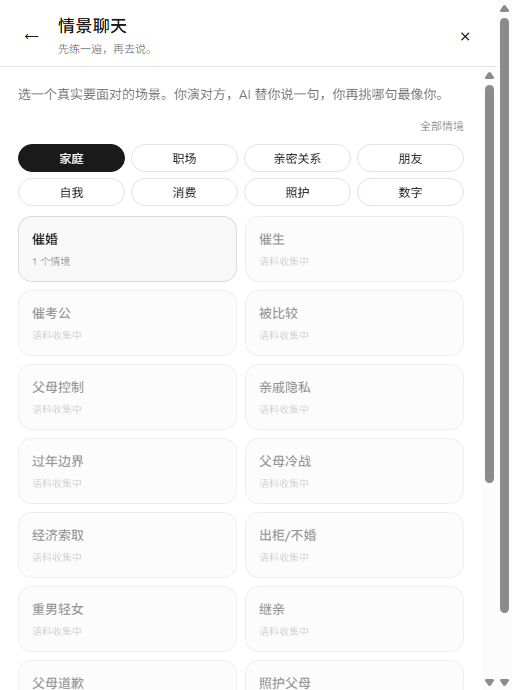 ← 情景聊天 ×
先练一遍，再去说。
选一个真实要面对的场景。你演对方，AI 替你说一句，你再挑哪句最像你。
全部情境
家庭 职场 亲密关系 朋友
自我 消费 照护 数字
催婚 催生
1 个情境 语料收集中
催考公 被比较
语料收集中 语料收集中
父母控制 亲戚隐私
语料收集中 语料收集中
过年边界 父母冷战
语料收集中 语料收集中
经济索取 出柜/不婚
语料收集中 语料收集中
重男轻女 继亲
语料收集中 语料收集中
父母道歉 照护父母